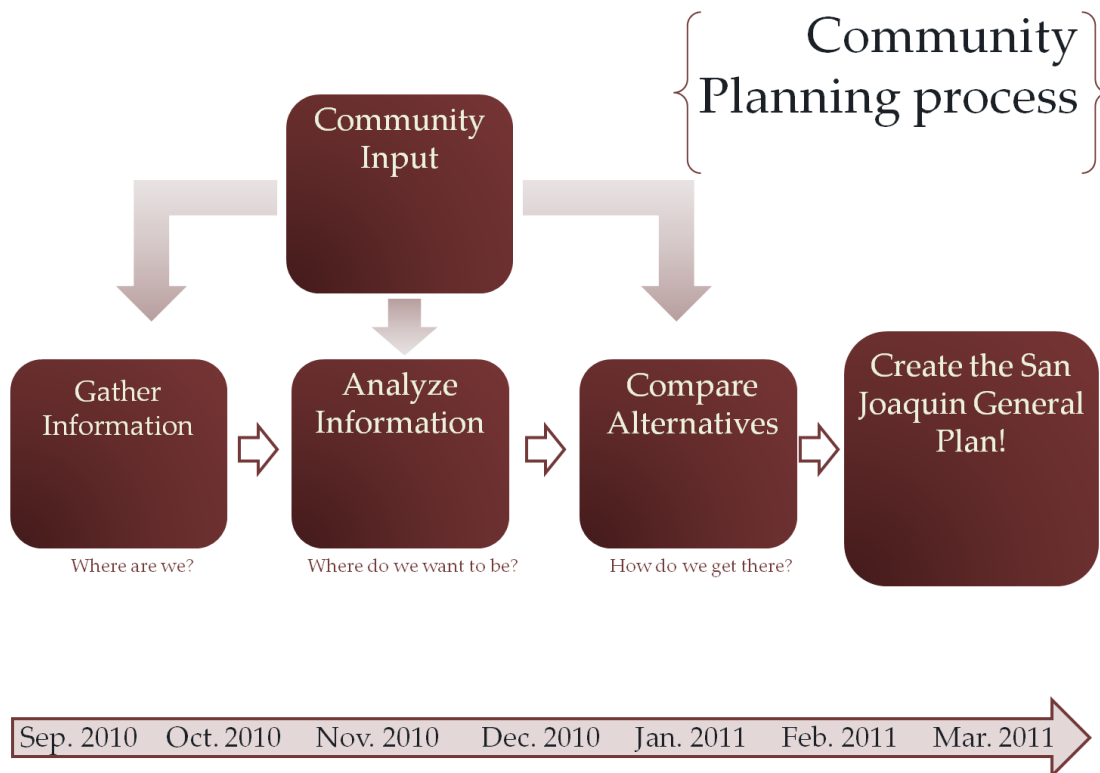 Community
Planning process
Community
Input
Gather
Information
Analyze
Information
Compare
Alternatives
Create the San
Joaquin General
Plan!
Where are we?
Where do we want to be?
How do we get there?
Sep. 2010 Oct. 2010 Nov. 2010 Dec. 2010 Jan. 2011 Feb. 2011 Mar. 2011